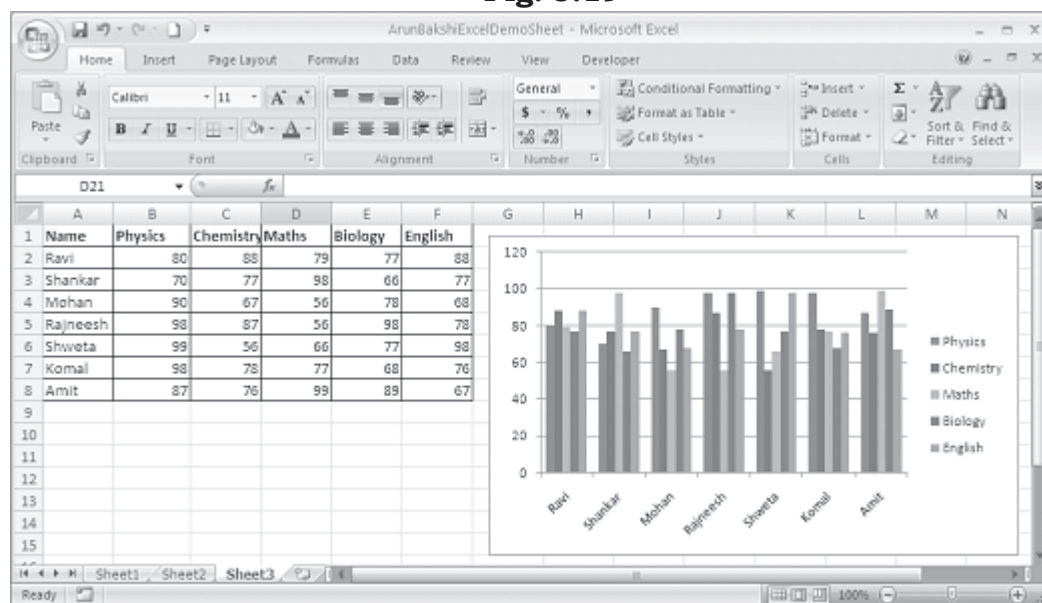 Fig. 8.19
ArunBakshiExcelDemoSheet - Microsoft Excel
Home Insert Page Layout Formulas Data Review View Developer
Paste
Calibri 11 A A
B I U A
General
$ % ,
Conditional Formatting
Format as Table
Cell Styles
Insert
Delete
Format
Σ
Sort & Filter
Find & Select
Clipboard Font Alignment Number Styles Cells Editing
D21 fx
A B C D E F G H I J K L M N
1 Name Physics Chemistry Maths Biology English
2 Ravi 80 88 79 77 88
3 Shankar 70 77 98 66 77
4 Mohan 90 67 56 78 68
5 Rajneesh 98 87 56 98 78
6 Shweta 99 56 66 77 98
7 Komal 98 78 77 68 76
8 Amit 87 76 99 89 67
9
10
11
12
13
14
15
120
100
80
60
40
20
0
Ravi Shankar Mohan Rajneesh Shweta Komal Amit
Physics
Chemistry
Maths
Biology
English
Sheet1 Sheet2 Sheet3
Ready 100%